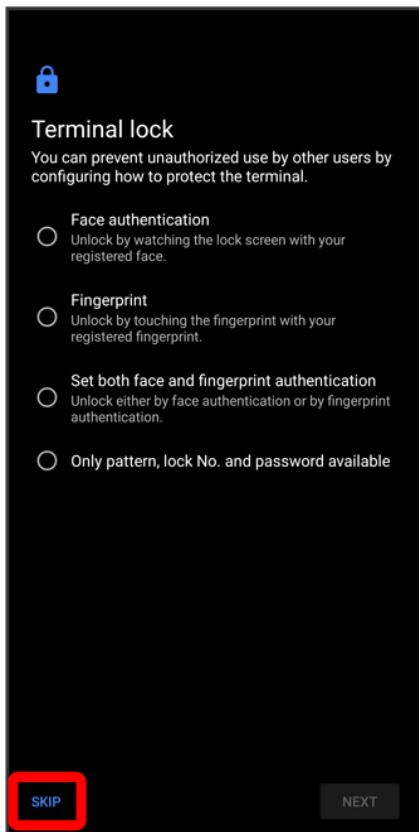 Terminal lock
You can prevent unauthorized use by other users by
configuring how to protect the terminal.
Face authentication
Unlock by watching the lock screen with your
registered face.
Fingerprint
Unlock by touching the fingerprint with your
registered fingerprint.
Set both face and fingerprint authentication
Unlock either by face authentication or by fingerprint
authentication.
Only pattern, lock No. and password available
SKIP
NEXT